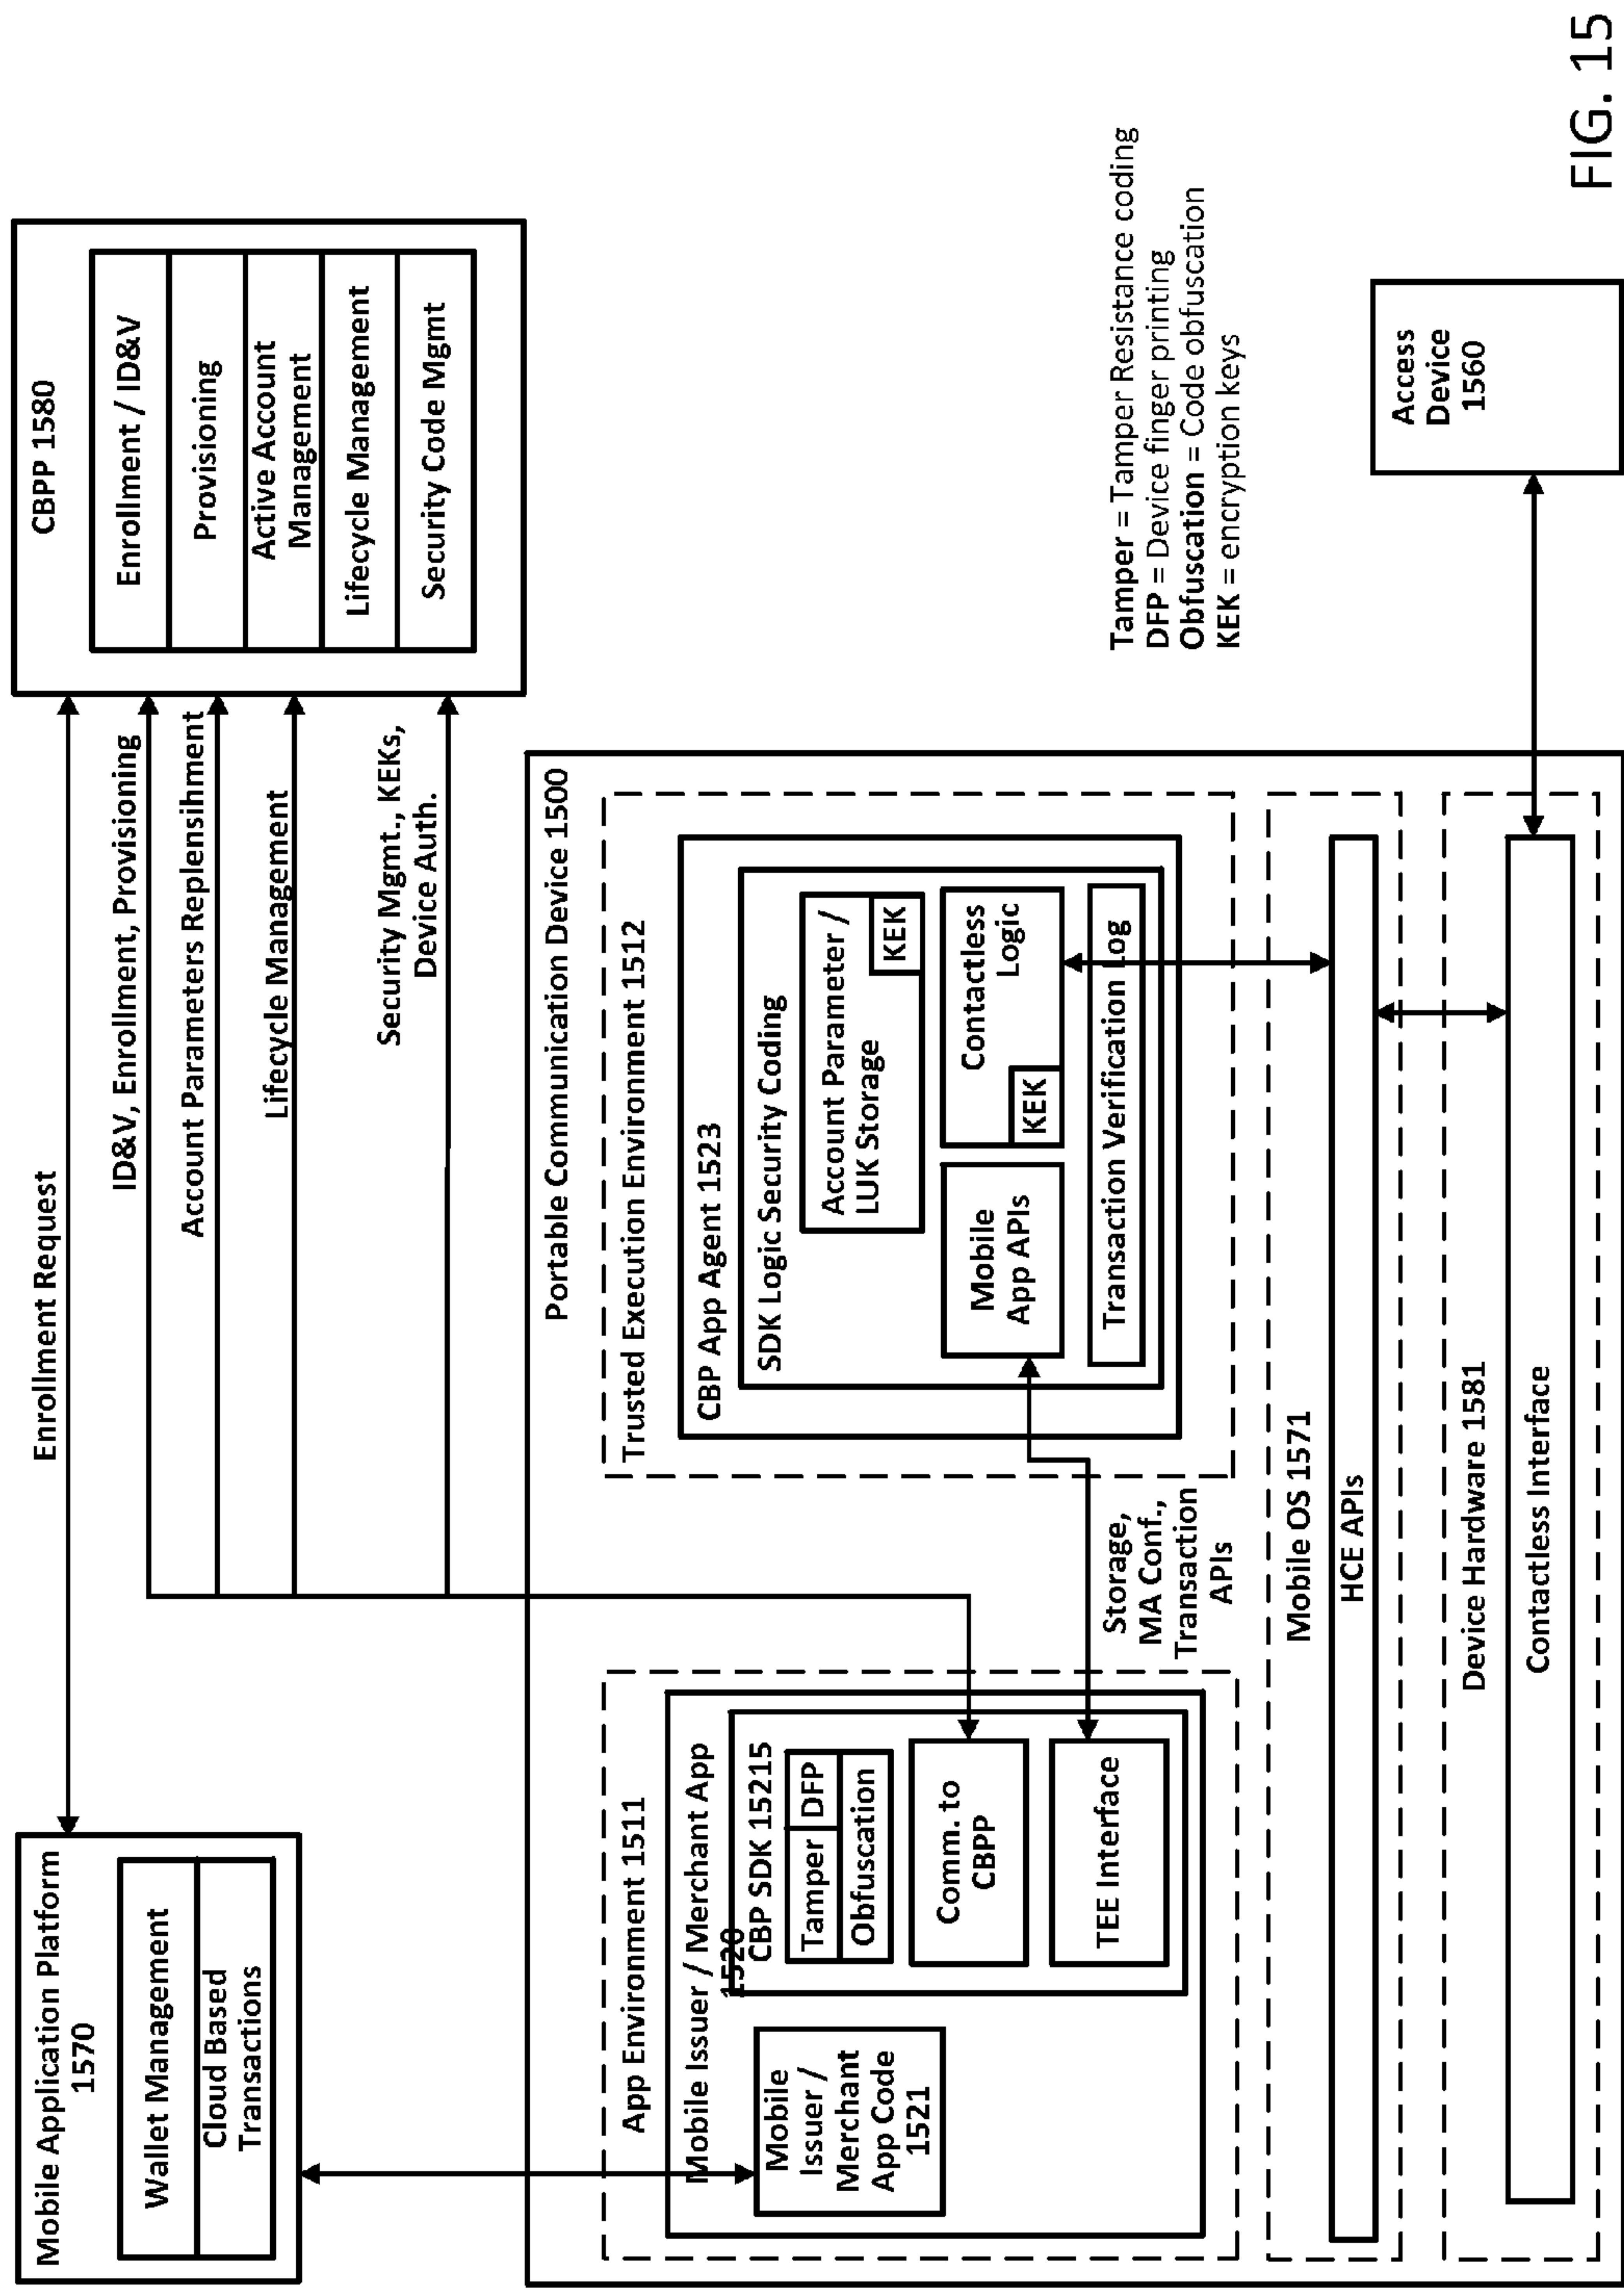 Mobile Application Platform
1570
Wallet Management
Cloud Based
Transactions
Enrollment Request
ID&V, Enrollment, Provisioning
Account Parameters Replensihment
Lifecycle Management
Security Mgmt., KEKs,
Device Auth.
CBPP 1580
Enrollment / ID&V
Provisioning
Active Account
Management
Lifecycle Management
Security Code Mgmt
Portable Communication Device 1500
App Environment 1511
Mobile Issuer / Merchant App
1520
Mobile
Issuer /
Merchant
App Code
1521
CBP SDK 15215
Tamper
DFP
Obfuscation
Comm. to
CBPP
TEE Interface
Storage,
MA Conf.,
Transaction
APIs
Trusted Execution Environment 1512
CBP App Agent 1523
SDK Logic Security Coding
Account Parameter /
LUK Storage
KEK
Mobile
App APIs
Contactless
Logic
KEK
Transaction Verification Log
Mobile OS 1571
HCE APIs
Device Hardware 1581
Contactless Interface
Tamper = Tamper Resistance coding
DFP = Device finger printing
Obfuscation = Code obfuscation
KEK = encryption keys
Access
Device
1560
FIG. 15